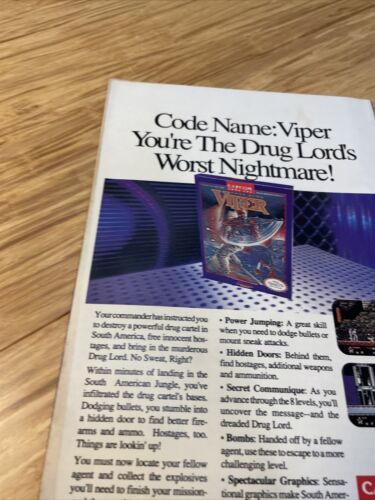 Code Name: Viper
You're The Drug Lord's
Worst Nightmare!
CAPCOM
VIPER
Your commander has instructed you
to destroy a powerful drug cartel in
South America, free innocent hos-
tages, and bring in the murderous
Drug Lord. No Sweat, Right?
Within minutes of landing in the
South American Jungle, you've
infiltrated the drug cartel's bases.
Dodging bullets, you stumble into
a hidden door to find better fire-
arms and ammo. Hostages, too.
Things are lookin' up!
You must now locate your fellow
agent and collect the explosives
you'll need to finish your mission
• Power Jumping: A great skill
when you need to dodge bullets or
mount sneak attacks.
• Hidden Doors: Behind them,
find hostages, additional weapons
and ammunition.
• Secret Communique: As you
advance through the 8 levels, you'll
uncover the message—and the
dreaded Drug Lord.
• Bombs: Handed off by a fellow
agent, use these to escape to a more
challenging level.
• Spectacular Graphics: Sensa-
tional graphics make South Amer-
C